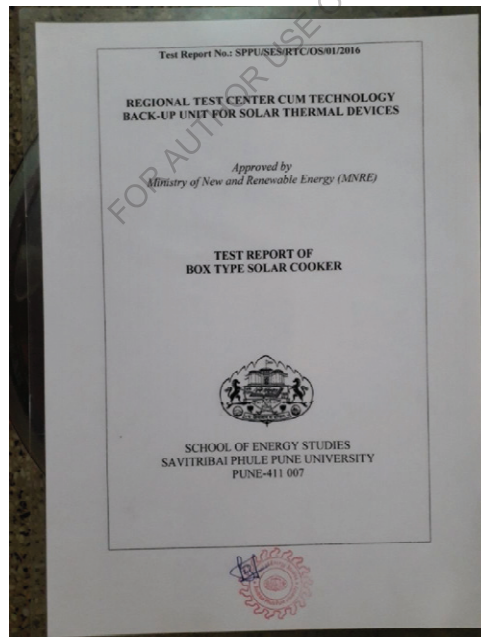 Test Report No.: SPPU/SES/RTC/OS/01/2016
REGIONAL TEST CENTER CUM TECHNOLOGY
BACK-UP UNIT FOR SOLAR THERMAL DEVICES
Approved by
Ministry of New and Renewable Energy (MNRE)
TEST REPORT OF
BOX TYPE SOLAR COOKER
SCHOOL OF ENERGY STUDIES
SAVITRIBAI PHULE PUNE UNIVERSITY
PUNE-411 007
FOR AUTHOR USE O